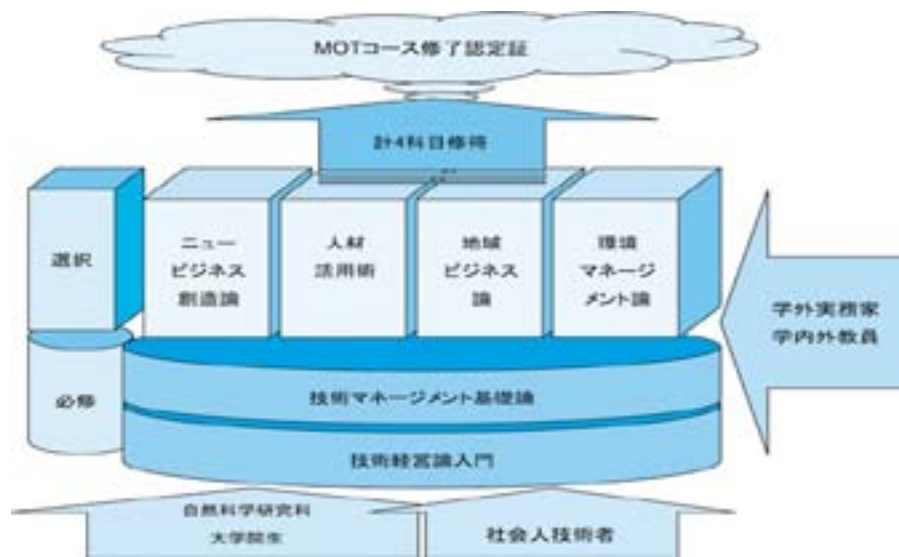 MOTコース修了認定証
計4科目修得
選択
ニュー
ビジネス
創造論
人材
活用術
地域
ビジネス
論
環境
マネージ
メント論
学外実務家
学内外教員
必修
技術マネージメント基礎論
技術経営論入門
自然科学研究科
大学院生
社会人技術者